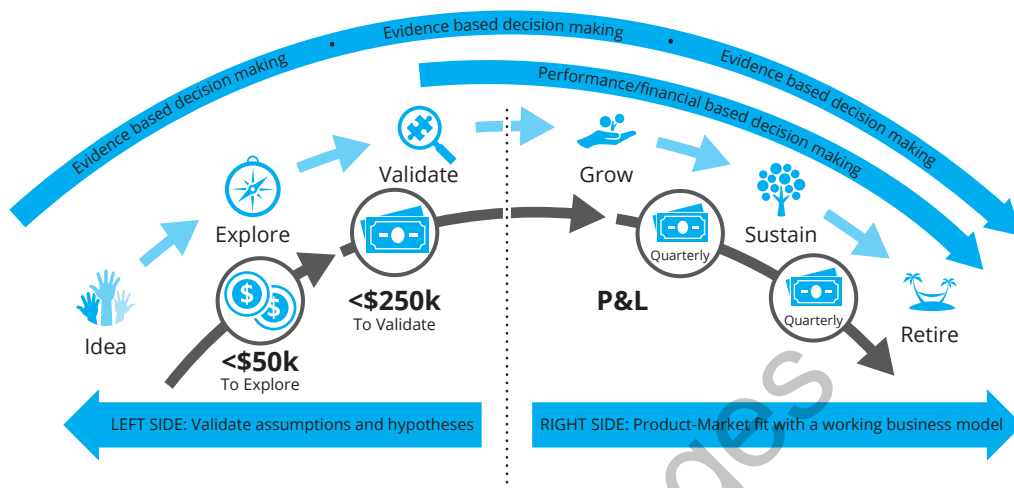 Evidence based decision making • Evidence based decision making • Evidence based decision making
Performance/financial based decision making
Validate
Grow
Explore
Sustain
Idea
Retire
$
$
<$50k
To Explore
<$250k
To Validate
P&L
Quarterly
Quarterly
LEFT SIDE: Validate assumptions and hypotheses
RIGHT SIDE: Product-Market fit with a working business model